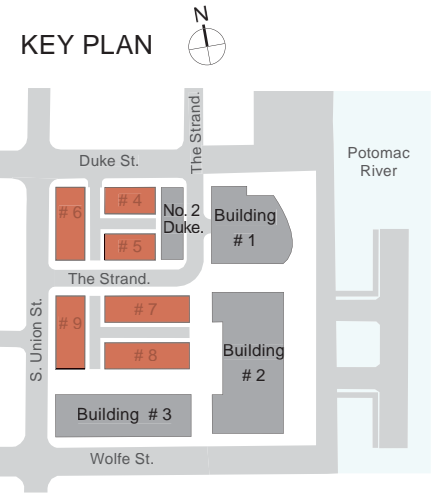 N
KEY PLAN
The Strand.
Duke St.
Potomac
River
# 6
# 4
No. 2
Duke.
Building
# 1
# 5
The Strand.
S. Union St.
# 9
# 7
# 8
Building
# 2
Building # 3
Wolfe St.